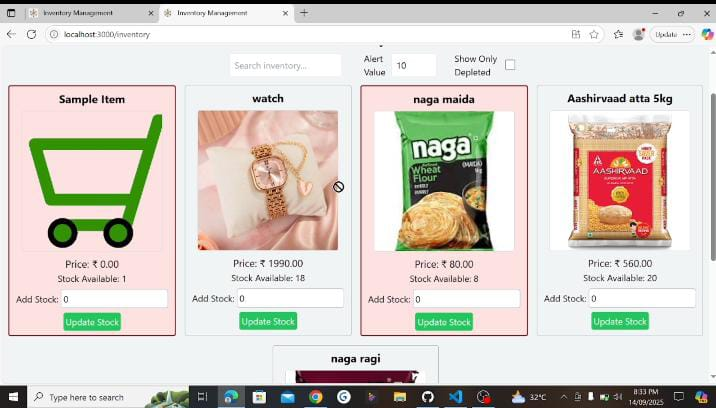 Inventory Management
Inventory Management
localhost:3000/inventory
Update
Search inventory...
Alert Value
10
Show Only Depleted
Sample Item
Price: ₹ 0.00
Stock Available: 1
Add Stock: 0
Update Stock
watch
Price: ₹ 1990.00
Stock Available: 18
Add Stock: 0
Update Stock
naga maida
naga
Wheat
Flour
(MAIDA)
Price: ₹ 80.00
Stock Available: 8
Add Stock: 0
Update Stock
Aashirvaad atta 5kg
AASHIRVAAD
Price: ₹ 560.00
Stock Available: 20
Add Stock: 0
Update Stock
naga ragi
Type here to search
32°C
8:33 PM
14/09/2025